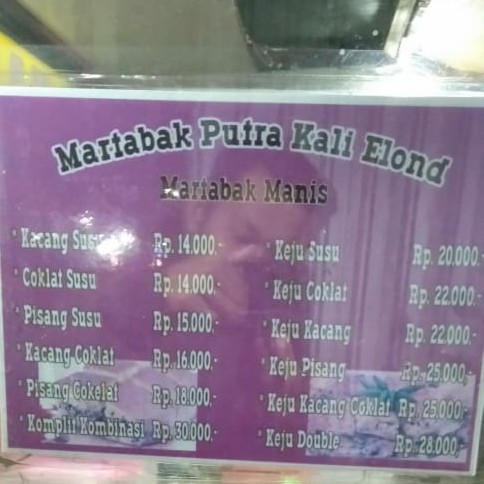 Martabak Putra Kali Elond
Martabak Manis
* Kacang Susu Rp. 14.000,-
* Coklat Susu Rp. 14.000,-
* Pisang Susu Rp. 15.000,-
* Kacang Coklat Rp. 16.000,-
* Pisang Cokelat Rp. 18.000,-
* Komplit Kombinasi Rp. 30.000,-
* Keju Susu Rp. 20.000,-
* Keju Coklat Rp. 22.000,-
* Keju Kacang Rp. 22.000,-
* Keju Pisang Rp. 25.000,-
* Keju Kacang Coklat Rp. 25.000,-
* Keju Double Rp. 28.000,-